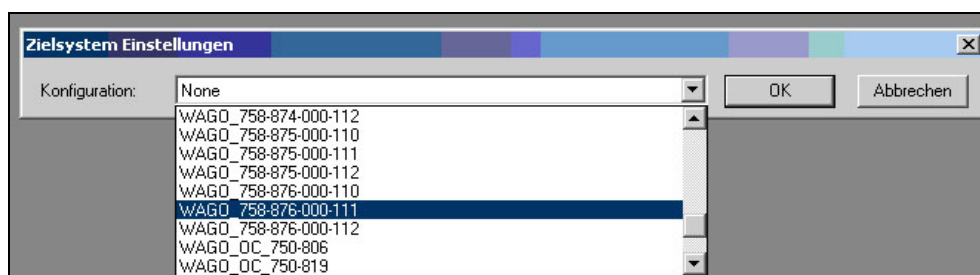 Zielsystem Einstellungen
Konfiguration: None OK Abbrechen
WAGO_758-874-000-112
WAGO_758-875-000-110
WAGO_758-875-000-111
WAGO_758-875-000-112
WAGO_758-876-000-110
WAGO_758-876-000-111
WAGO_758-876-000-112
WAGO_OC_750-806
WAGO_OC_750-819